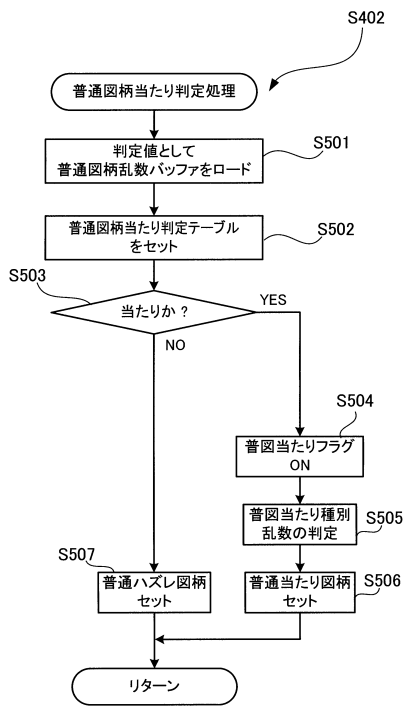 S402
普通図柄当たり判定処理
S501
判定値として
普通図柄乱数バッファをロード
S502
普通図柄当たり判定テーブル
をセット
S503
当たりか？
YES
NO
S504
普図当たりフラグ
ON
S505
普図当たり種別
乱数の判定
S507
普通ハズレ図柄
セット
S506
普通当たり図柄
セット
リターン